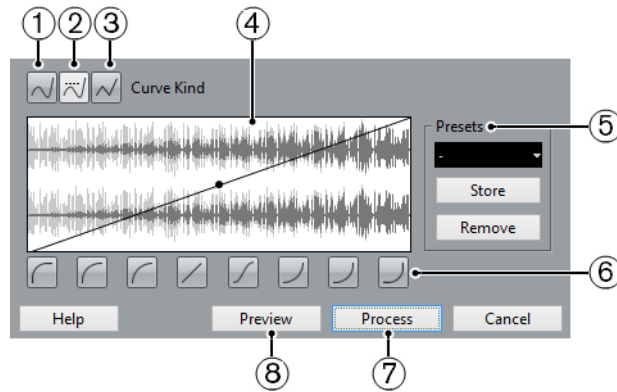 1 2 3 4
Curve Kind
Presets
5
-
Store
Remove
6
Help Preview Process Cancel
8 7